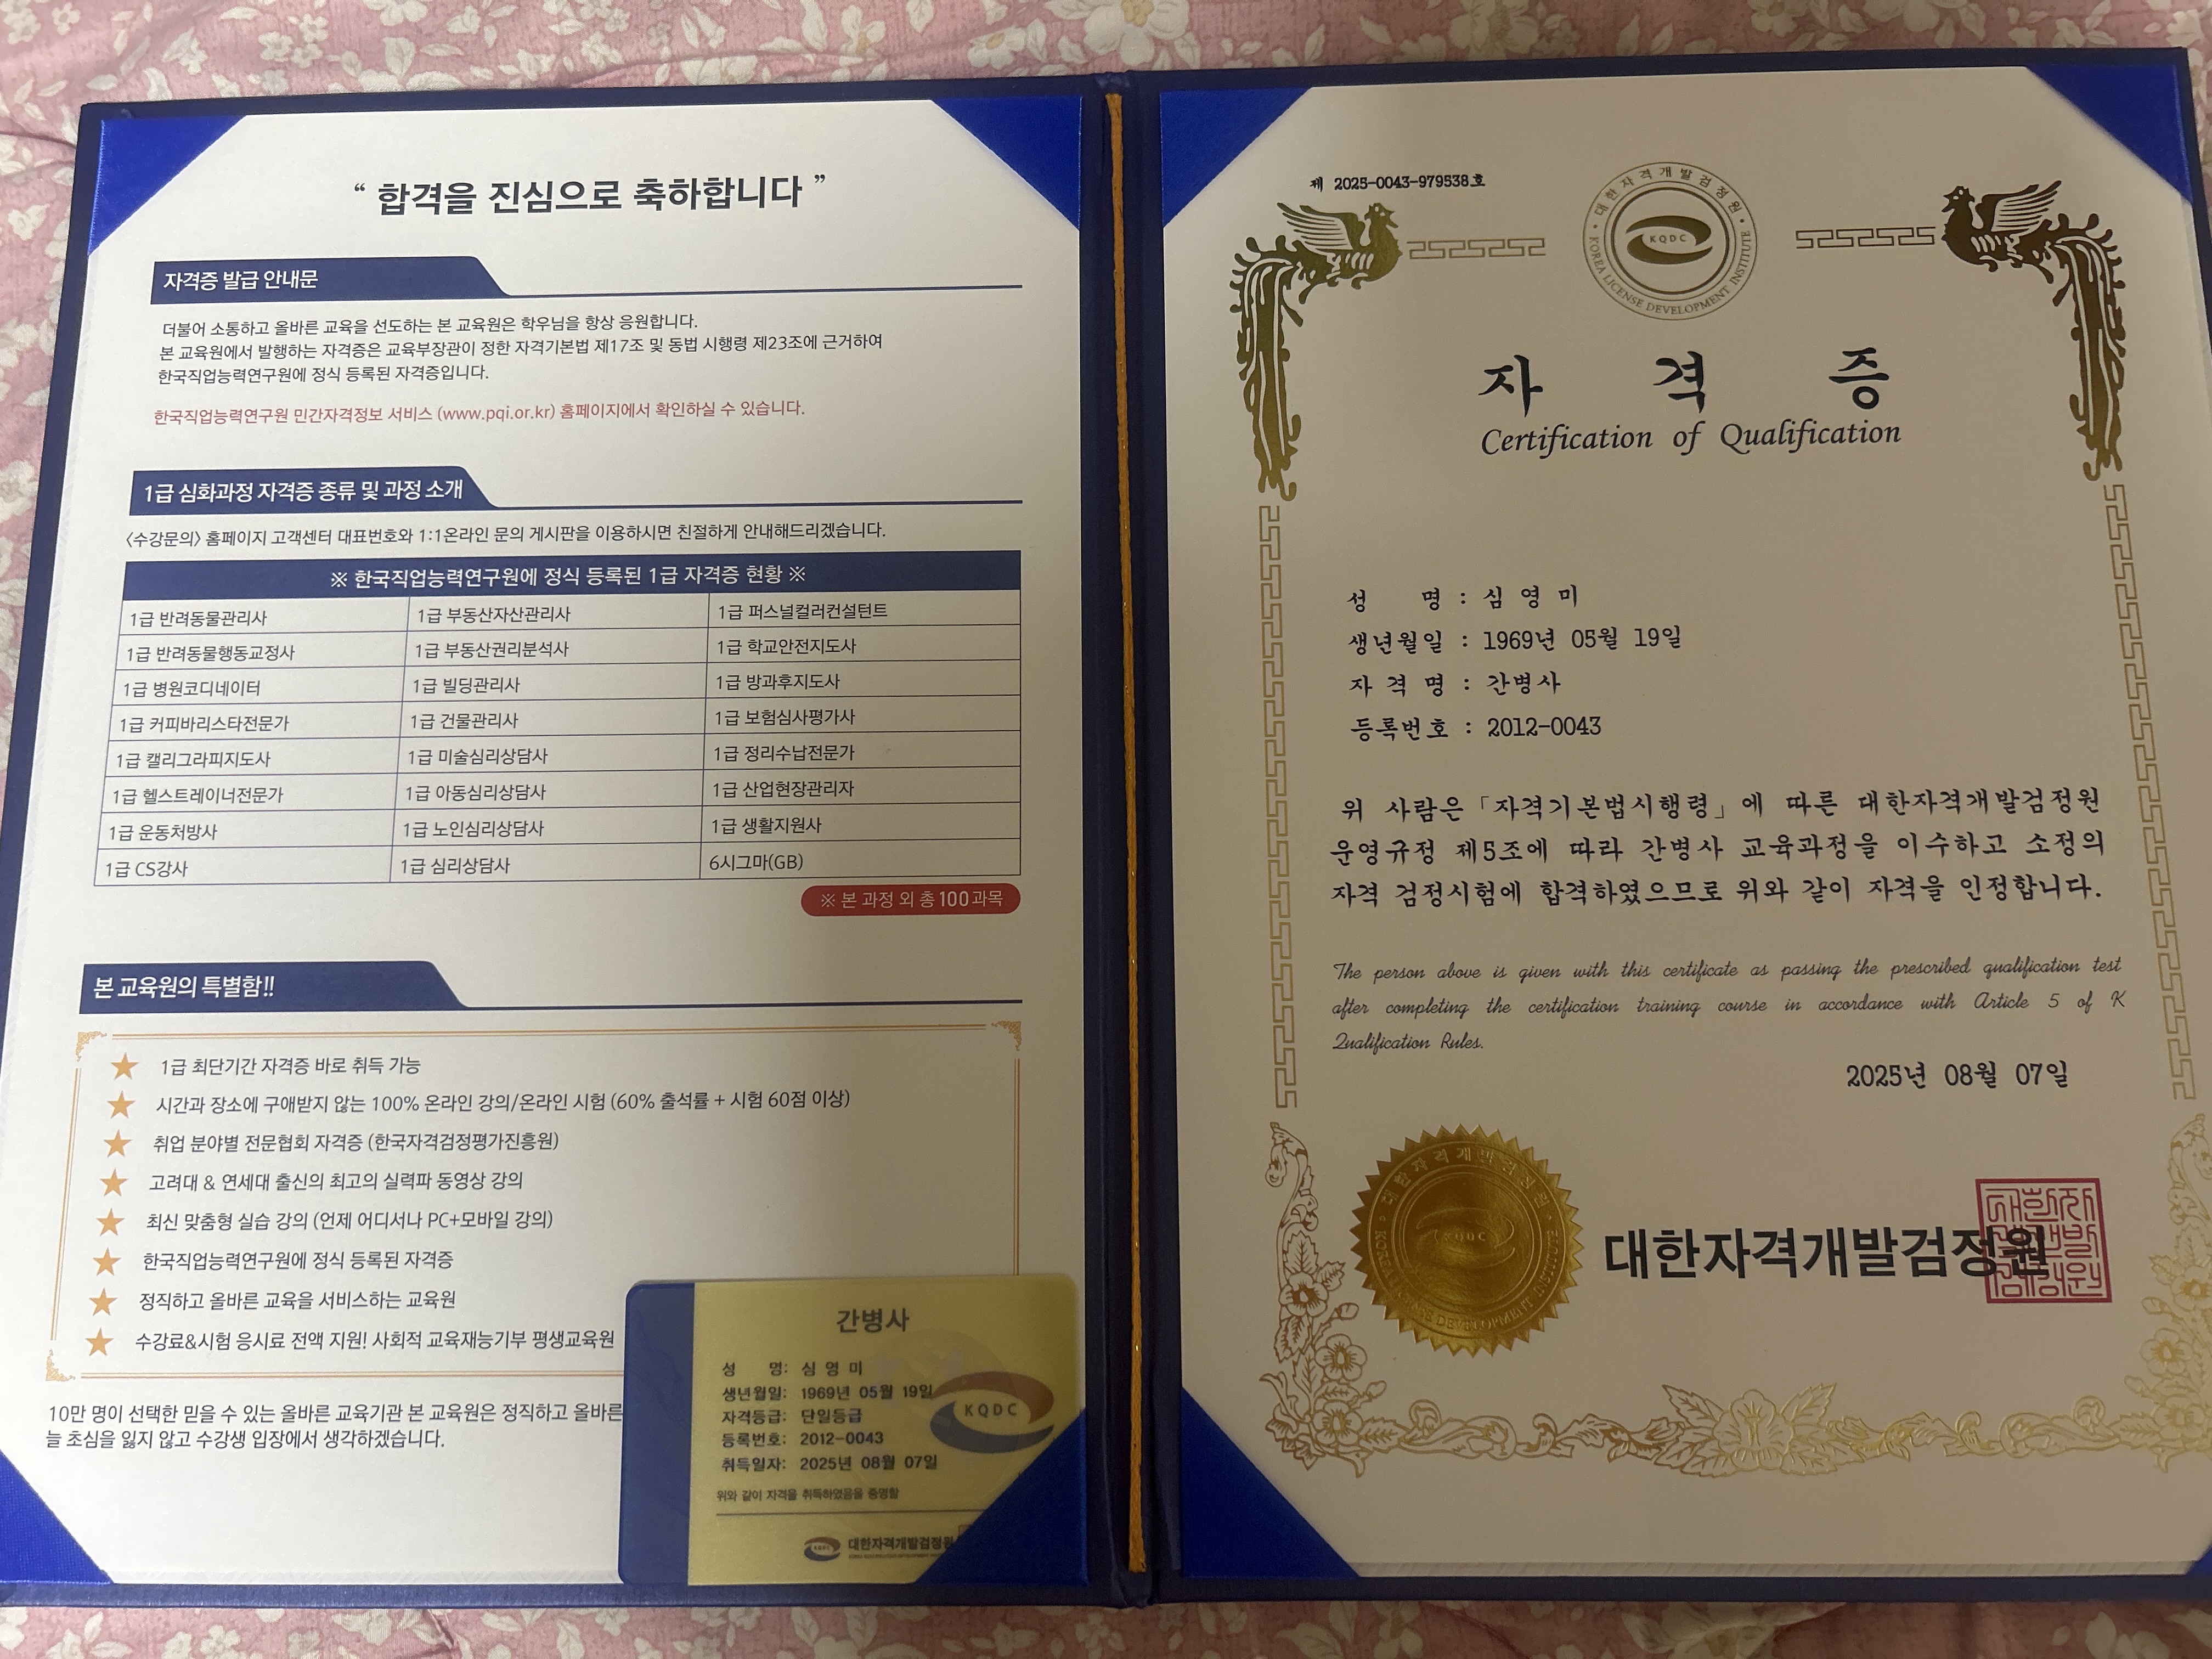 “ 합격을 진심으로 축하합니다 ”
자격증 발급 안내문
더불어 소통하고 올바른 교육을 선도하는 본 교육원은 학우님을 항상 응원합니다.
본 교육원에서 발행하는 자격증은 교육부장관이 정한 자격기본법 제17조 및 동법 시행령 제23조에 근거하여
한국직업능력연구원에 정식 등록된 자격증입니다.
한국직업능력연구원 민간자격정보 서비스 (www.pqi.or.kr) 홈페이지에서 확인하실 수 있습니다.
1급 심화과정 자격증 종류 및 과정 소개
<수강문의> 홈페이지 고객센터 대표번호와 1:1온라인 문의 게시판을 이용하시면 친절하게 안내해드리겠습니다.
※ 한국직업능력연구원에 정식 등록된 1급 자격증 현황 ※
1급 반려동물관리사 1급 부동산자산관리사 1급 퍼스널컬러컨설턴트
1급 반려동물행동교정사 1급 부동산권리분석사 1급 학교안전지도사
1급 병원코디네이터 1급 빌딩관리사 1급 방과후지도사
1급 커피바리스타전문가 1급 건물관리사 1급 보험심사평가사
1급 캘리그라피지도사 1급 미술심리상담사 1급 정리수납전문가
1급 헬스트레이너전문가 1급 아동심리상담사 1급 산업현장관리자
1급 운동처방사 1급 노인심리상담사 1급 생활지원사
1급 CS강사 1급 심리상담사 6시그마(GB)
※ 본 과정 외 총 100과목
본 교육원의 특별함!!
1급 최단기간 자격증 바로 취득 가능
시간과 장소에 구애받지 않는 100% 온라인 강의/온라인 시험 (60% 출석률 + 시험 60점 이상)
취업 분야별 전문협회 자격증 (한국자격검정평가진흥원)
고려대 & 연세대 출신의 최고의 실력파 동영상 강의
최신 맞춤형 실습 강의 (언제 어디서나 PC+모바일 강의)
한국직업능력연구원에 정식 등록된 자격증
정직하고 올바른 교육을 서비스하는 교육원
수강료&시험 응시료 전액 지원! 사회적 교육재능기부 평생교육원
10만 명이 선택한 믿을 수 있는 올바른 교육기관 본 교육원은 정직하고 올바른
늘 초심을 잃지 않고 수강생 입장에서 생각하겠습니다.
간병사
성 명: 심 영 미
생년월일: 1969년 05월 19일
자격등급: 단일등급
등록번호: 2012-0043
취득일자: 2025년 08월 07일
위와 같이 자격을 취득하였음을 증명함
KQDC
KQDC 대한자격개발검정원
제 2025-0043-979538호
대한자격개발검정원
KQDC
KOREA LICENSE DEVELOPMENT INSTITUTE
자 격 증
Certification of Qualification
성 명 : 심 영 미
생년월일 : 1969년 05월 19일
자 격 명 : 간병사
등록번호 : 2012-0043
위 사람은 「자격기본법시행령」에 따른 대한자격개발검정원
운영규정 제5조에 따라 간병사 교육과정을 이수하고 소정의
자격 검정시험에 합격하였으므로 위와 같이 자격을 인정합니다.
The person above is given with this certificate as passing the prescribed qualification test
after completing the certification training course in accordance with Article 5 of K
Qualification Rules.
2025년 08월 07일
대한자격개발검정원
KQDC
KOREA LICENSE DEVELOPMENT INSTITUTE
대한자격개발검정원